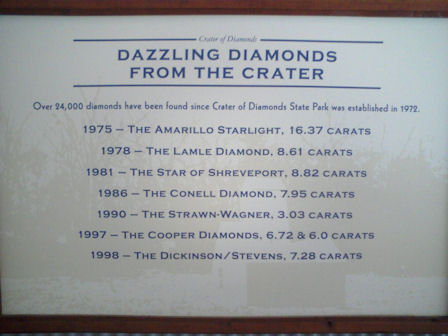 Crater of Diamonds
DAZZLING DIAMONDS
FROM THE CRATER
Over 24,000 diamonds have been found since Crater of Diamonds State Park was established in 1972.
1975 – THE AMARILLO STARLIGHT, 16.37 CARATS
1978 – THE LAMLE DIAMOND, 8.61 CARATS
1981 – THE STAR OF SHREVEPORT, 8.82 CARATS
1986 – THE CONELL DIAMOND, 7.95 CARATS
1990 – THE STRAWN-WAGNER, 3.03 CARATS
1997 – THE COOPER DIAMONDS, 6.72 & 6.0 CARATS
1998 – THE DICKINSON/STEVENS, 7.28 CARATS